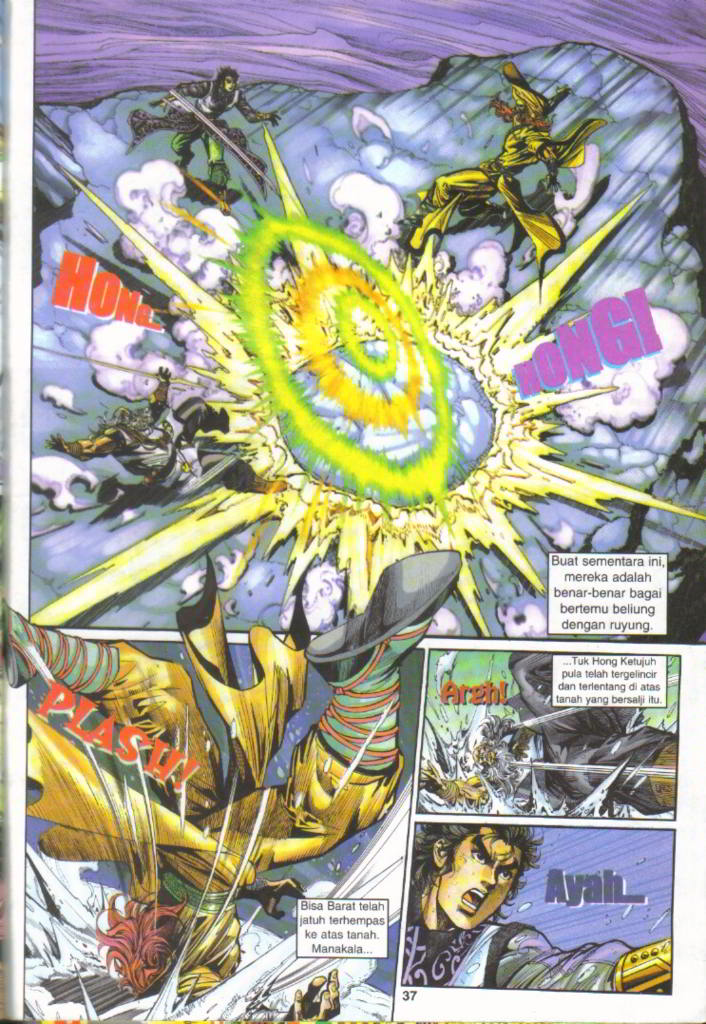 HONG...
HONG!
Buat sementara ini,
mereka adalah
benar-benar bagai
bertemu beliung
dengan ruyung.
PLASH!!
Bisa Barat telah
jatuh terhempas
ke atas tanah.
Manakala...
...Tuk Hong Ketujuh
pula telah tergelincir
dan terlentang di atas
tanah yang bersalji itu.
Argh!
Ayah...
37